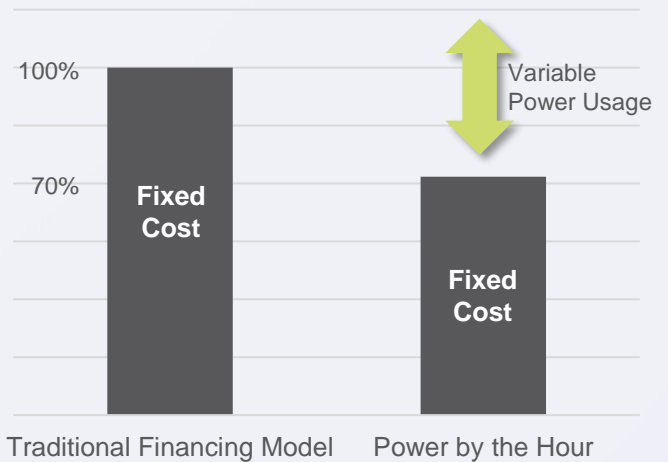 100%
Variable
Power Usage
70%
Fixed
Cost
Fixed
Cost
Traditional Financing Model
Power by the Hour